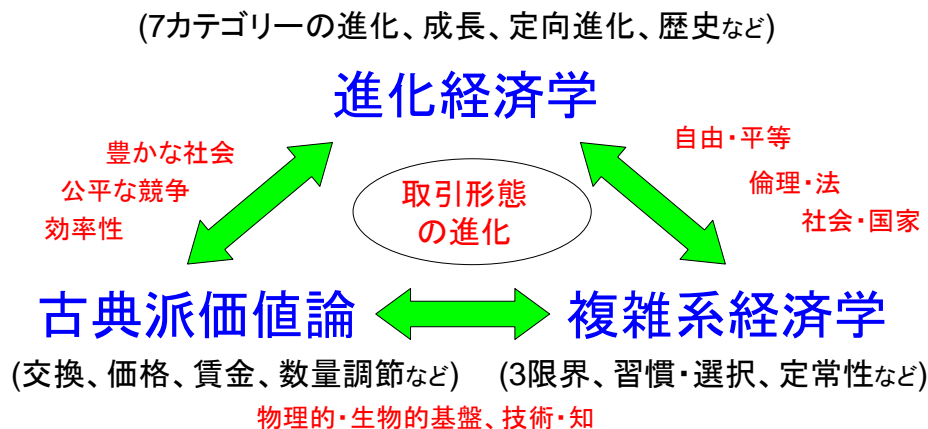 (7カテゴリーの進化、成長、定向進化、歴史など)
進化経済学
豊かな社会
公平な競争
効率性
取引形態
の進化
自由・平等
倫理・法
社会・国家
古典派価値論
複雑系経済学
(交換、価格、賃金、数量調節など)
(3限界、習慣・選択、定常性など)
物理的・生物的基盤、技術・知